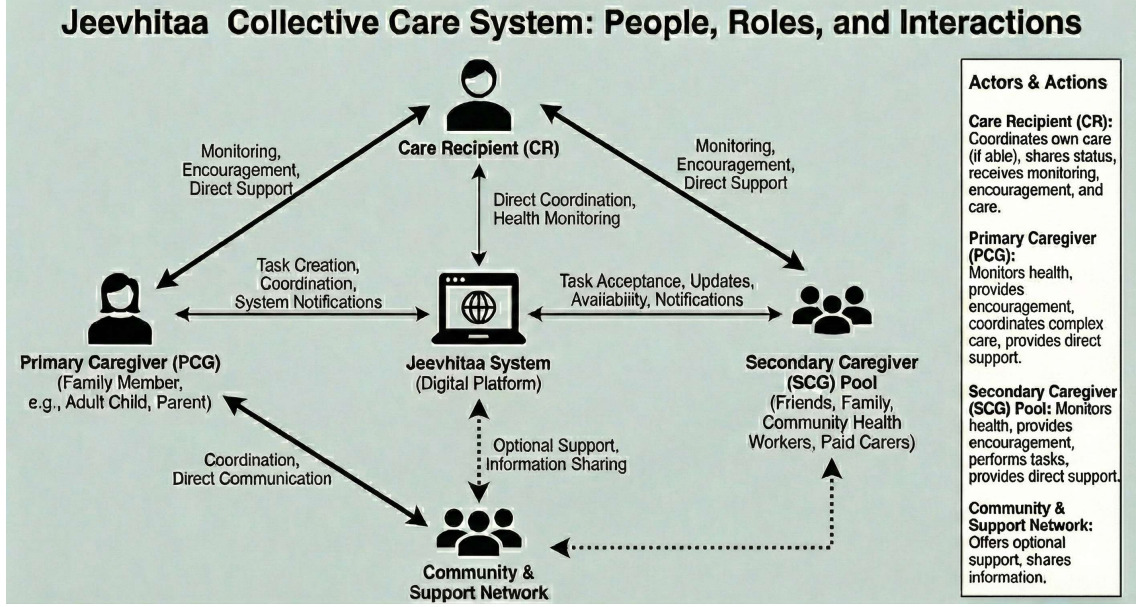 Jeevhitaa Collective Care System: People, Roles, and Interactions
Care Recipient (CR)
Monitoring,
Encouragement,
Direct Support
Monitoring,
Encouragement,
Direct Support
Direct Coordination,
Health Monitoring
Task Creation,
Coordination,
System Notifications
Task Acceptance, Updates,
Avaiiabiiity, Notifications
Primary Caregiver (PCG)
(Family Member,
e.g., Adult Child, Parent)
Jeevhitaa System
(Digital Platform)
Secondary Caregiver
(SCG) Pool
(Friends, Family,
Community Health
Workers, Paid Carers)
Coordination,
Direct Communication
Optional Support,
Information Sharing
Community &
Support Network
Actors & Actions
Care Recipient (CR):
Coordinates own care
(if able), shares status,
receives monitoring,
encouragement, and
care.
Primary Caregiver
(PCG):
Monitors health,
provides
encouragement,
coordinates complex
care, provides direct
support.
Secondary Caregiver
(SCG) Pool: Monitors
health, provides
encouragement,
performs tasks,
provides direct support.
Community &
Support Network:
Offers optional
support, shares
information.